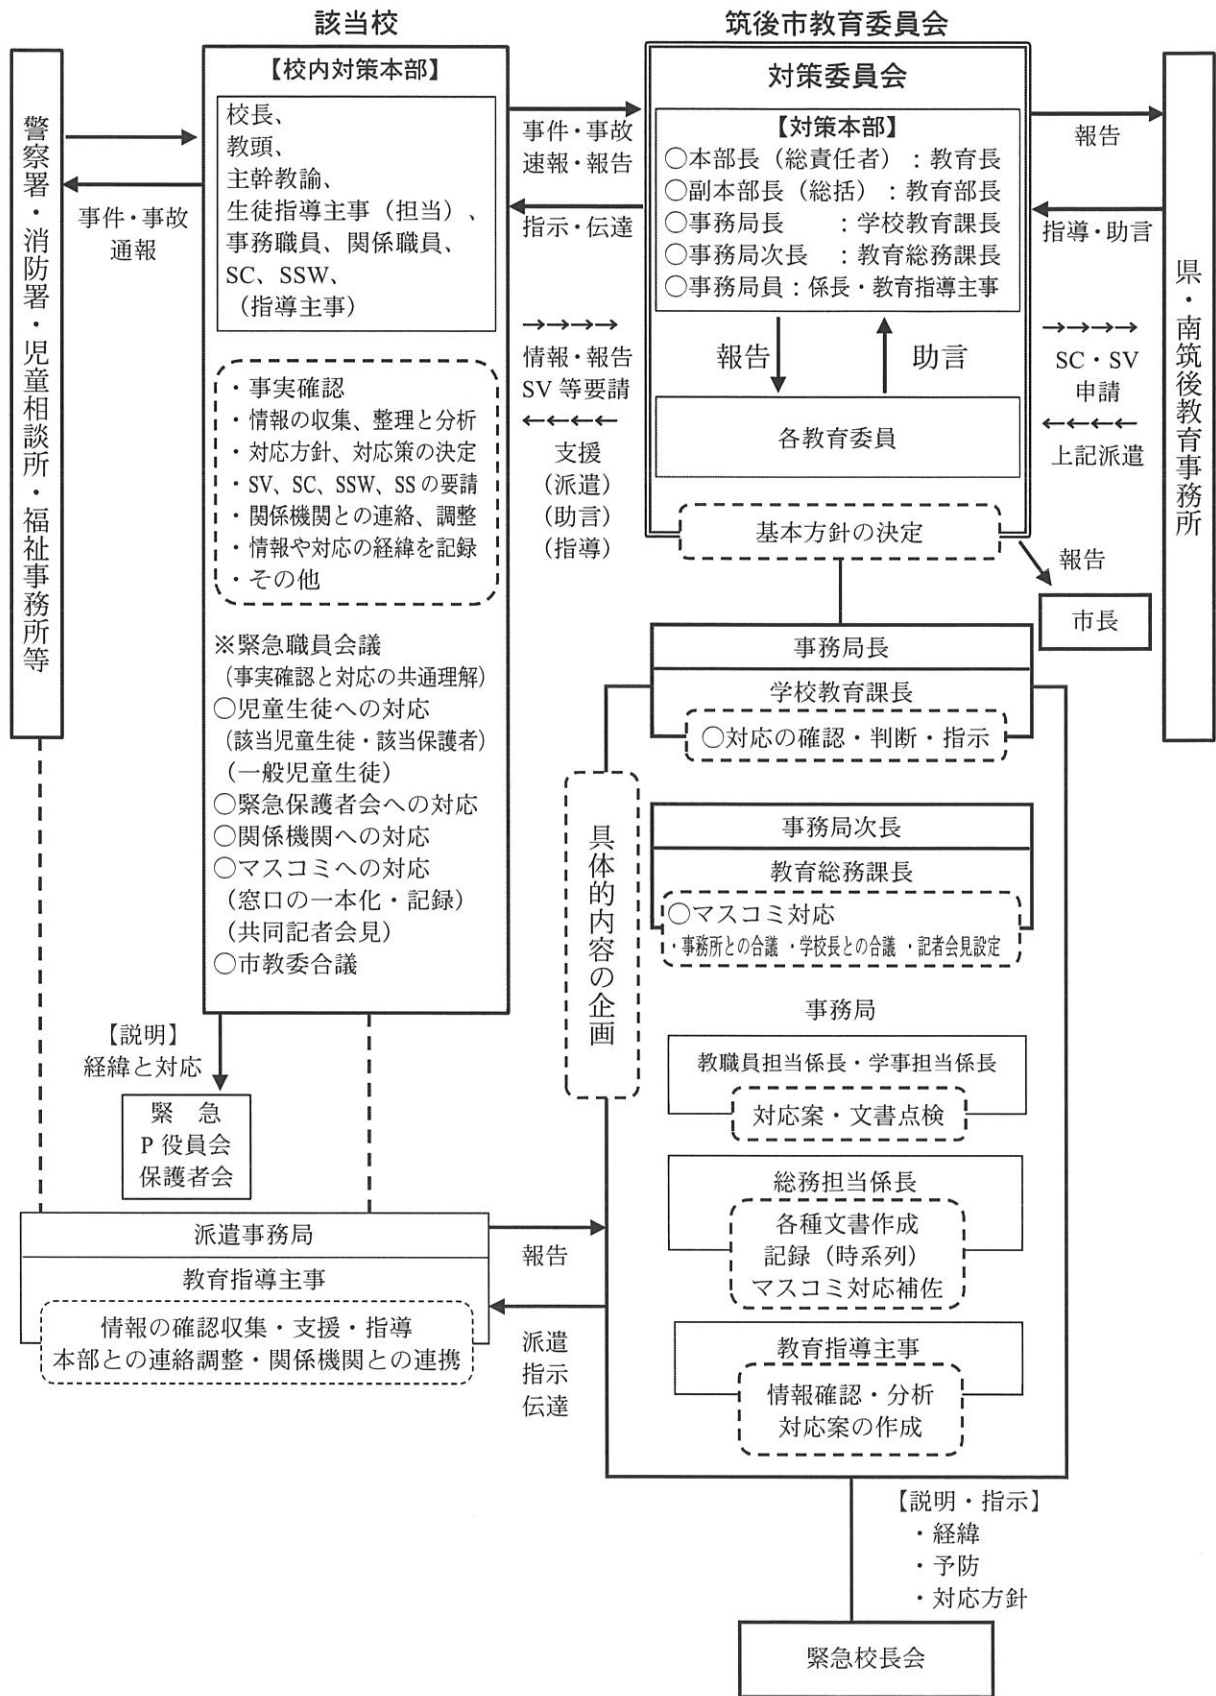 該当校
筑後市教育委員会
警察署・消防署・児童相談所・福祉事務所等
事件・事故
通報
【校内対策本部】
校長、
教頭、
主幹教諭、
生徒指導主事（担当）、
事務職員、関係職員、
SC、SSW、
（指導主事）
・事実確認
・情報の収集、整理と分析
・対応方針、対応策の決定
・SV、SC、SSW、SSの要請
・関係機関との連絡、調整
・情報や対応の経緯を記録
・その他
※緊急職員会議
（事実確認と対応の共通理解）
○児童生徒への対応
（該当児童生徒・該当保護者）
（一般児童生徒）
○緊急保護者会への対応
○関係機関への対応
○マスコミへの対応
（窓口の一本化・記録）
（共同記者会見）
○市教委合議
事件・事故
速報・報告
指示・伝達
→→→→
情報・報告
SV等要請
←←←←
支援
（派遣）
（助言）
（指導）
対策委員会
【対策本部】
○本部長（総責任者）：教育長
○副本部長（総括）：教育部長
○事務局長　　　：学校教育課長
○事務局次長　：教育総務課長
○事務局員：係長・教育指導主事
報告
助言
各教育委員
基本方針の決定
報告
指導・助言
→→→→
SC・SV
申請
←←←←
上記派遣
県・南筑後教育事務所
報告
市長
事務局長
学校教育課長
○対応の確認・判断・指示
具体的内容の企画
事務局次長
教育総務課長
○マスコミ対応
・事務所との合議・学校長との合議・記者会見設定
事務局
教職員担当係長・学事担当係長
対応案・文書点検
総務担当係長
各種文書作成
記録（時系列）
マスコミ対応補佐
教育指導主事
情報確認・分析
対応案の作成
【説明】
経緯と対応
緊　急
P役員会
保護者会
派遣事務局
教育指導主事
情報の確認収集・支援・指導
本部との連絡調整・関係機関との連携
報告
派遣
指示
伝達
【説明・指示】
・経緯
・予防
・対応方針
緊急校長会